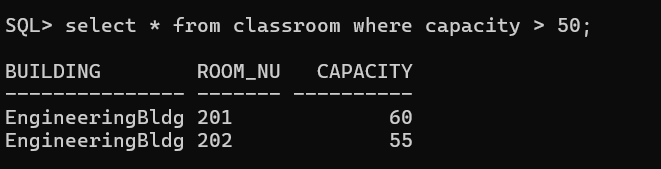 SQL> select * from classroom where capacity > 50;
BUILDING        ROOM_NU   CAPACITY
--------------- ------- ----------
EngineeringBldg 201             60
EngineeringBldg 202             55